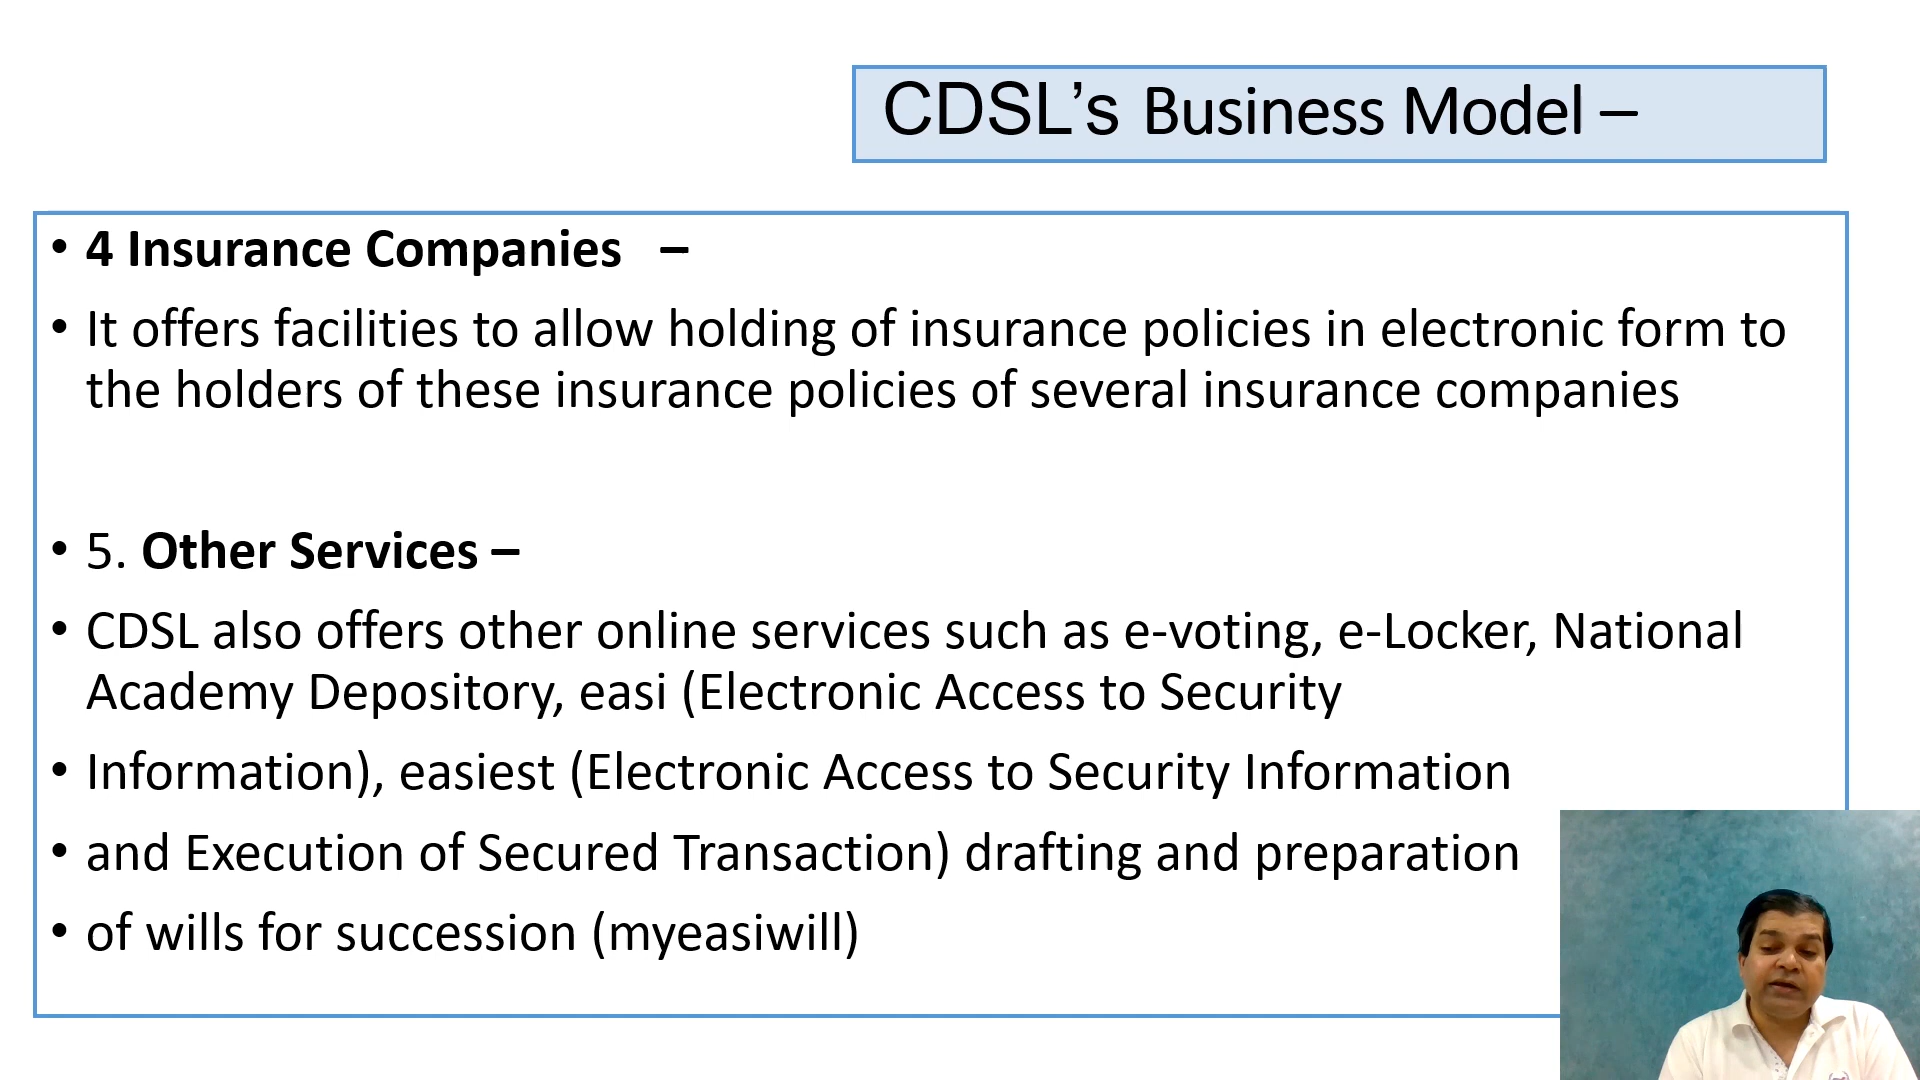 CDSL’s Business Model –
• 4 Insurance Companies –
• It offers facilities to allow holding of insurance policies in electronic form to
the holders of these insurance policies of several insurance companies
• 5. Other Services –
• CDSL also offers other online services such as e-voting, e-Locker, National
Academy Depository, easi (Electronic Access to Security
• Information), easiest (Electronic Access to Security Information
• and Execution of Secured Transaction) drafting and preparation
• of wills for succession (myeasiwill)